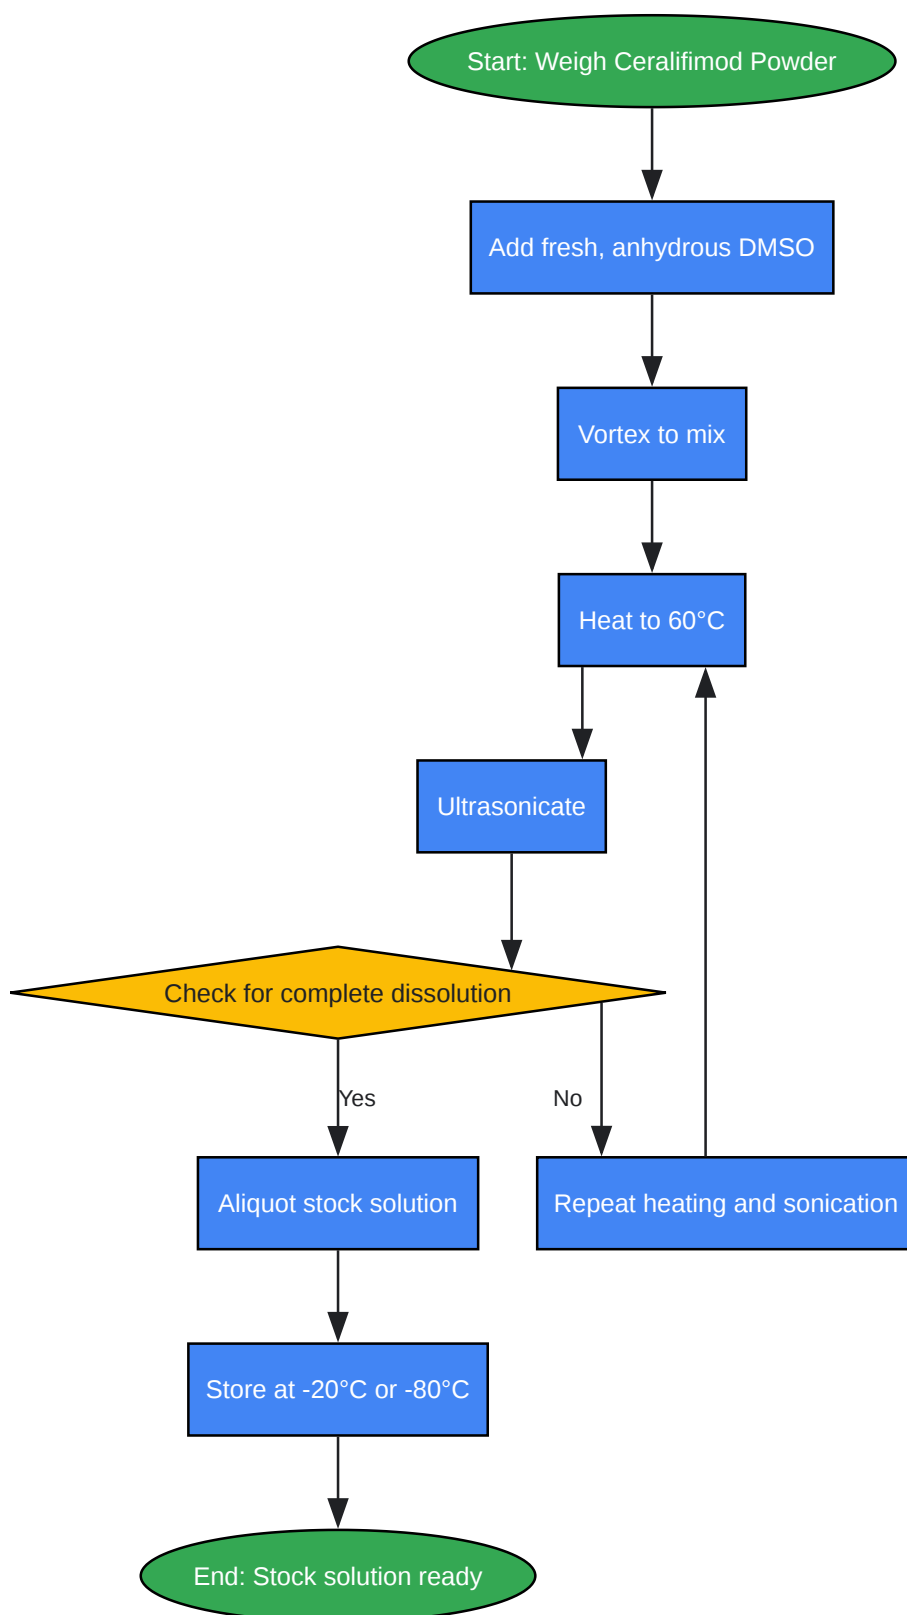 Start: Weigh Ceralifimod Powder
Add fresh, anhydrous DMSO
Vortex to mix
Heat to 60°C
Ultrasonicate
Check for complete dissolution
Yes
No
Aliquot stock solution
Repeat heating and sonication
Store at -20°C or -80°C
End: Stock solution ready